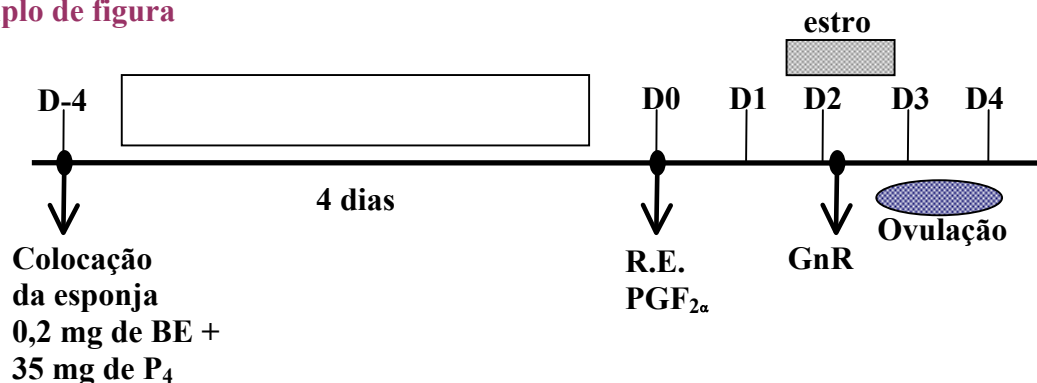 plo de figura
estro
D-4
D0 D1 D2 D3 D4
4 dias
Ovulação
Colocação
da esponja
0,2 mg de BE +
35 mg de P₄
R.E.
PGF₂α
GnR